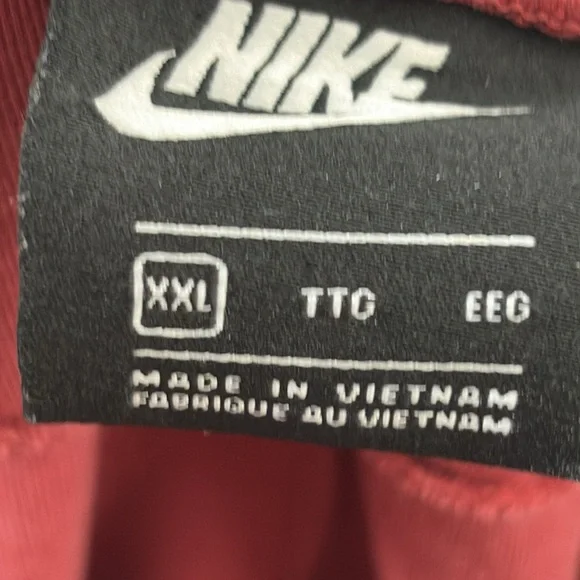 NIKE
XXL TTG EEG
MADE IN VIETNAM
FABRIQUE AU VIETNAM